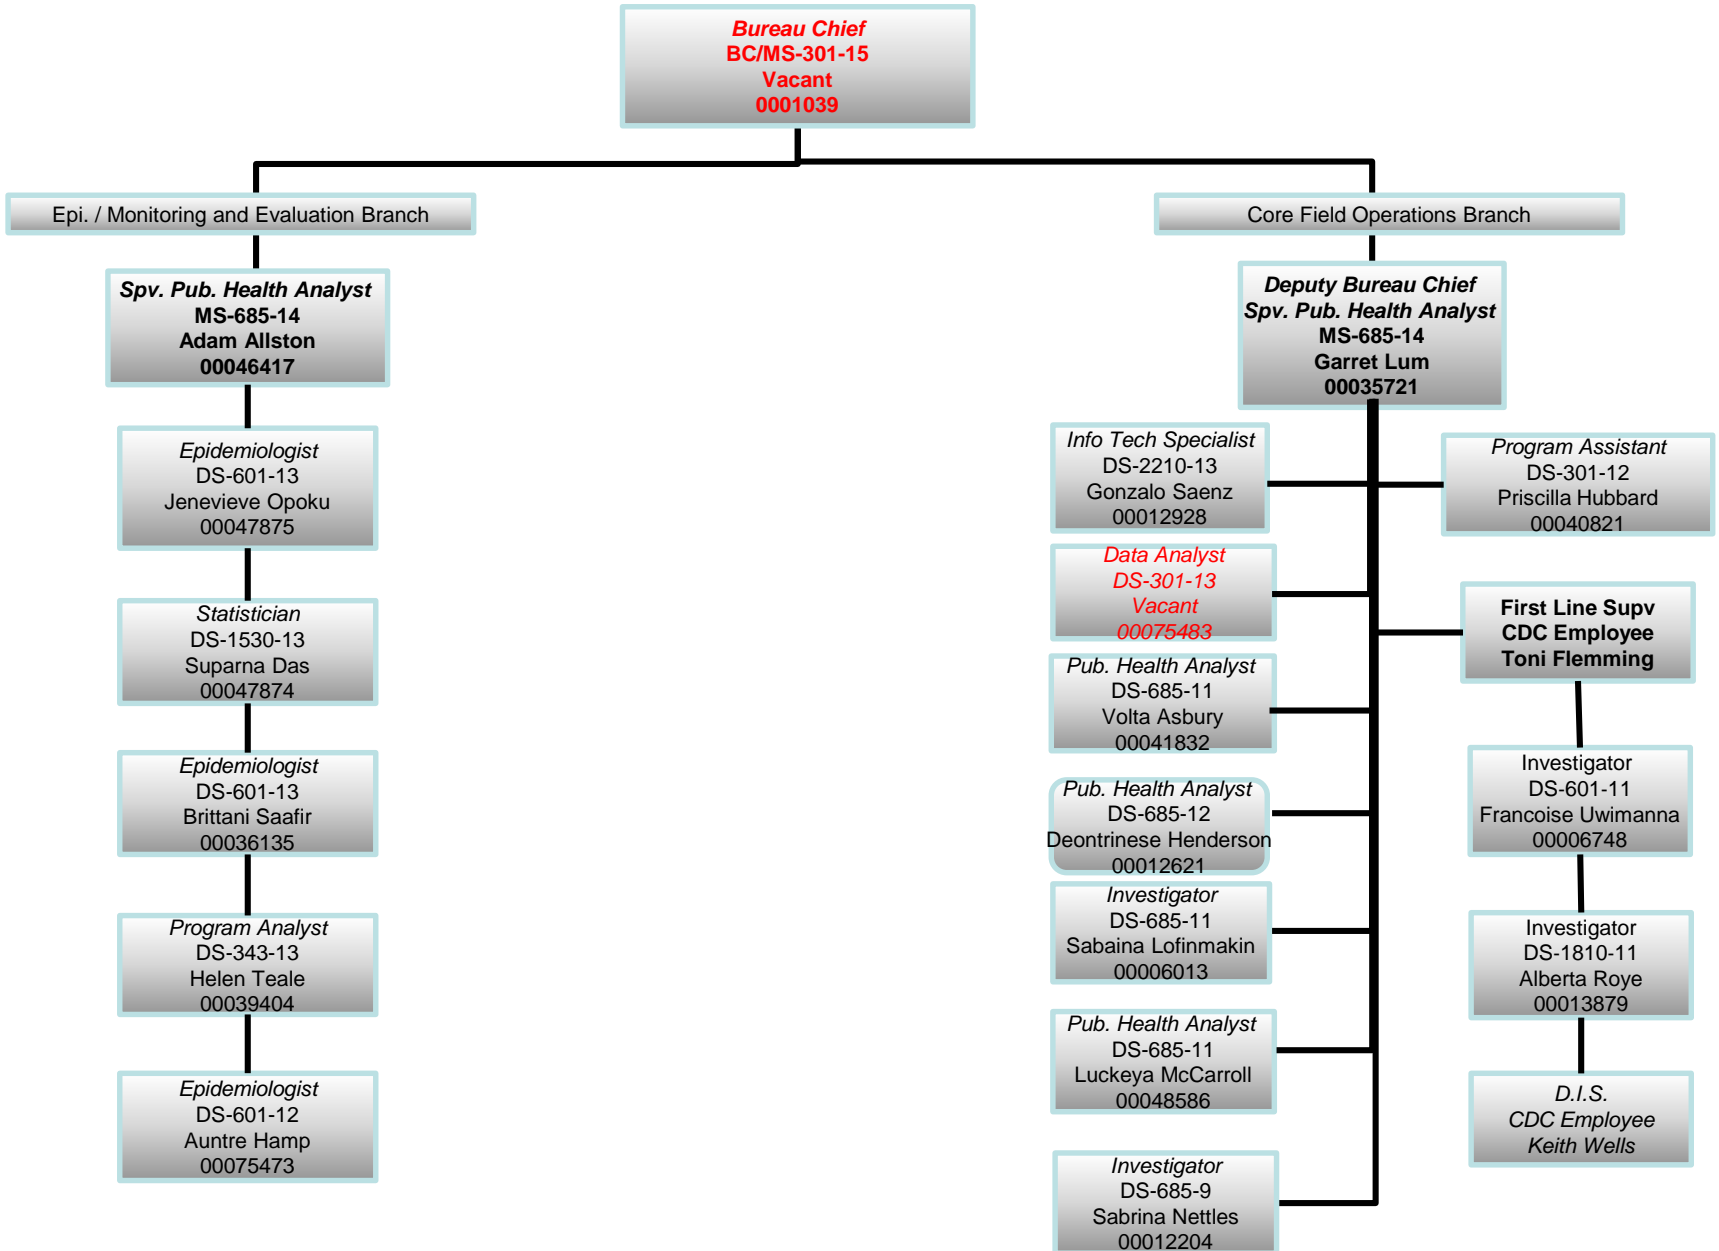 Bureau Chief
BC/MS-301-15
Vacant
0001039
Epi. / Monitoring and Evaluation Branch
Core Field Operations Branch
Spv. Pub. Health Analyst
MS-685-14
Adam Allston
00046417
Epidemiologist
DS-601-13
Jenevieve Opoku
00047875
Statistician
DS-1530-13
Suparna Das
00047874
Epidemiologist
DS-601-13
Brittani Saafir
00036135
Program Analyst
DS-343-13
Helen Teale
00039404
Epidemiologist
DS-601-12
Auntre Hamp
00075473
Deputy Bureau Chief
Spv. Pub. Health Analyst
MS-685-14
Garret Lum
00035721
Info Tech Specialist
DS-2210-13
Gonzalo Saenz
00012928
Data Analyst
DS-301-13
Vacant
00075483
Pub. Health Analyst
DS-685-11
Volta Asbury
00041832
Pub. Health Analyst
DS-685-12
Deontrinese Henderson
00012621
Investigator
DS-685-11
Sabaina Lofinmakin
00006013
Pub. Health Analyst
DS-685-11
Luckeya McCarroll
00048586
Investigator
DS-685-9
Sabrina Nettles
00012204
Program Assistant
DS-301-12
Priscilla Hubbard
00040821
First Line Supv
CDC Employee
Toni Flemming
Investigator
DS-601-11
Francoise Uwimanna
00006748
Investigator
DS-1810-11
Alberta Roye
00013879
D.I.S.
CDC Employee
Keith Wells